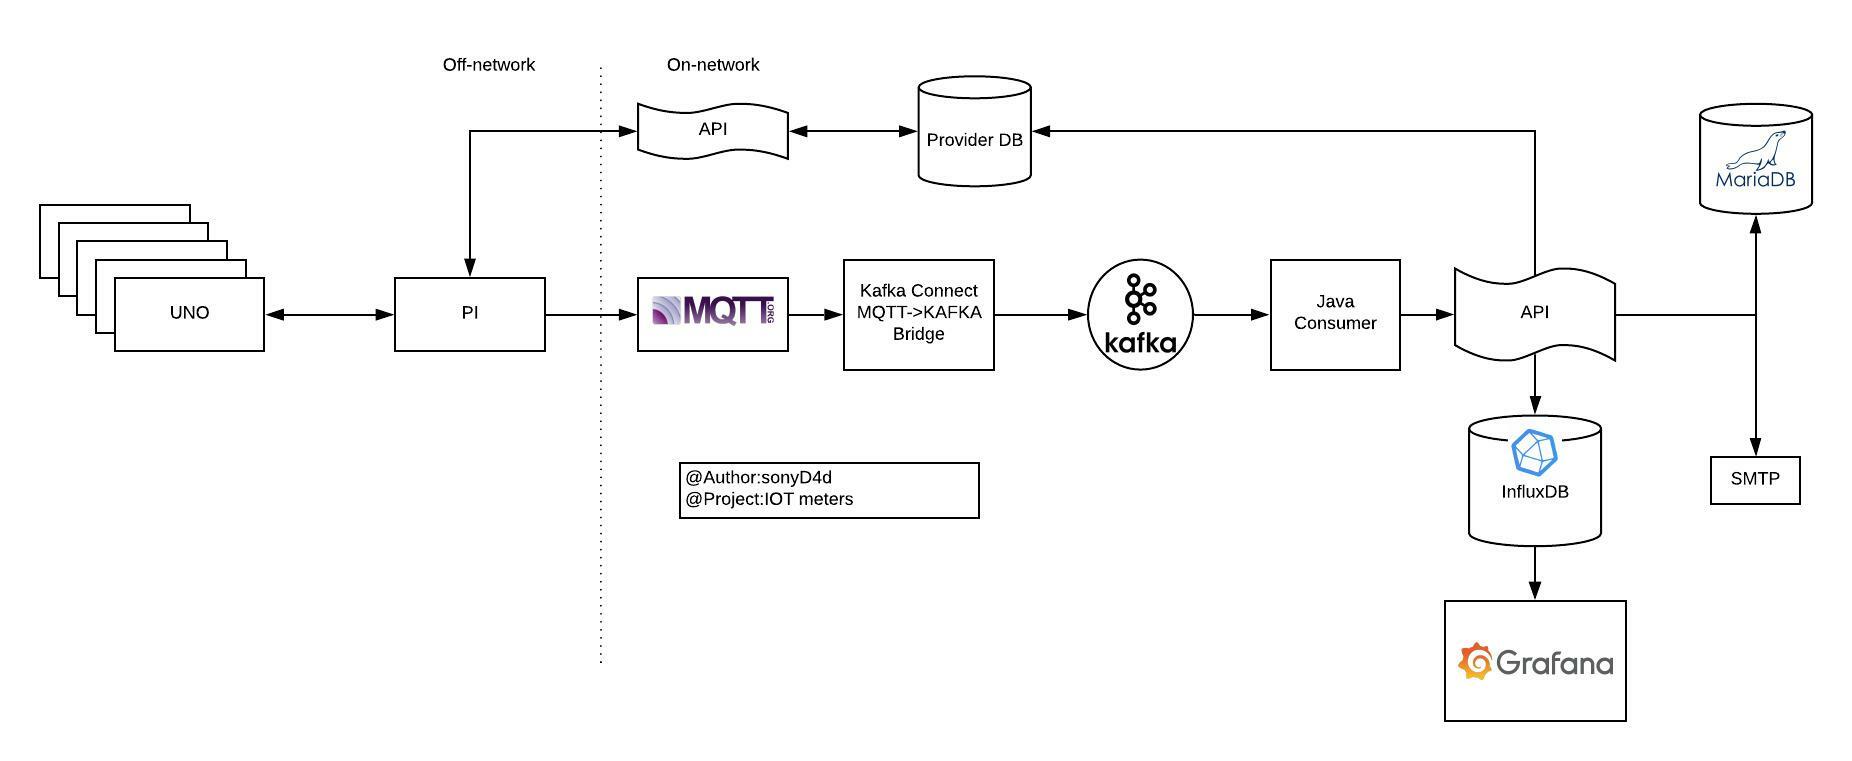 Off-network
On-network
API
Provider DB
MariaDB
UNO
PI
MQTT
.ORG
Kafka Connect
MQTT->KAFKA
Bridge
kafka
Java
Consumer
API
@Author:sonyD4d
@Project:IOT meters
InfluxDB
SMTP
Grafana